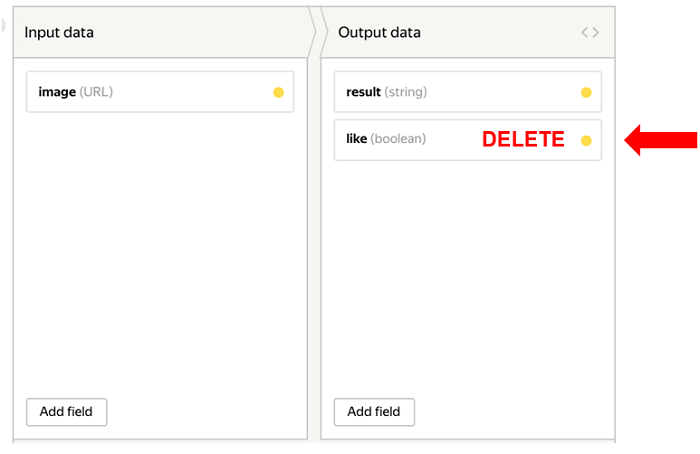 Input data
Output data
< >
image (URL)
result (string)
like (boolean) DELETE
Add field
Add field